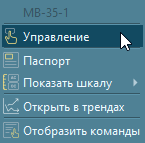 МВ-35-1
Управление
Паспорт
Показать шкалу
Открыть в трендах
Отобразить команды